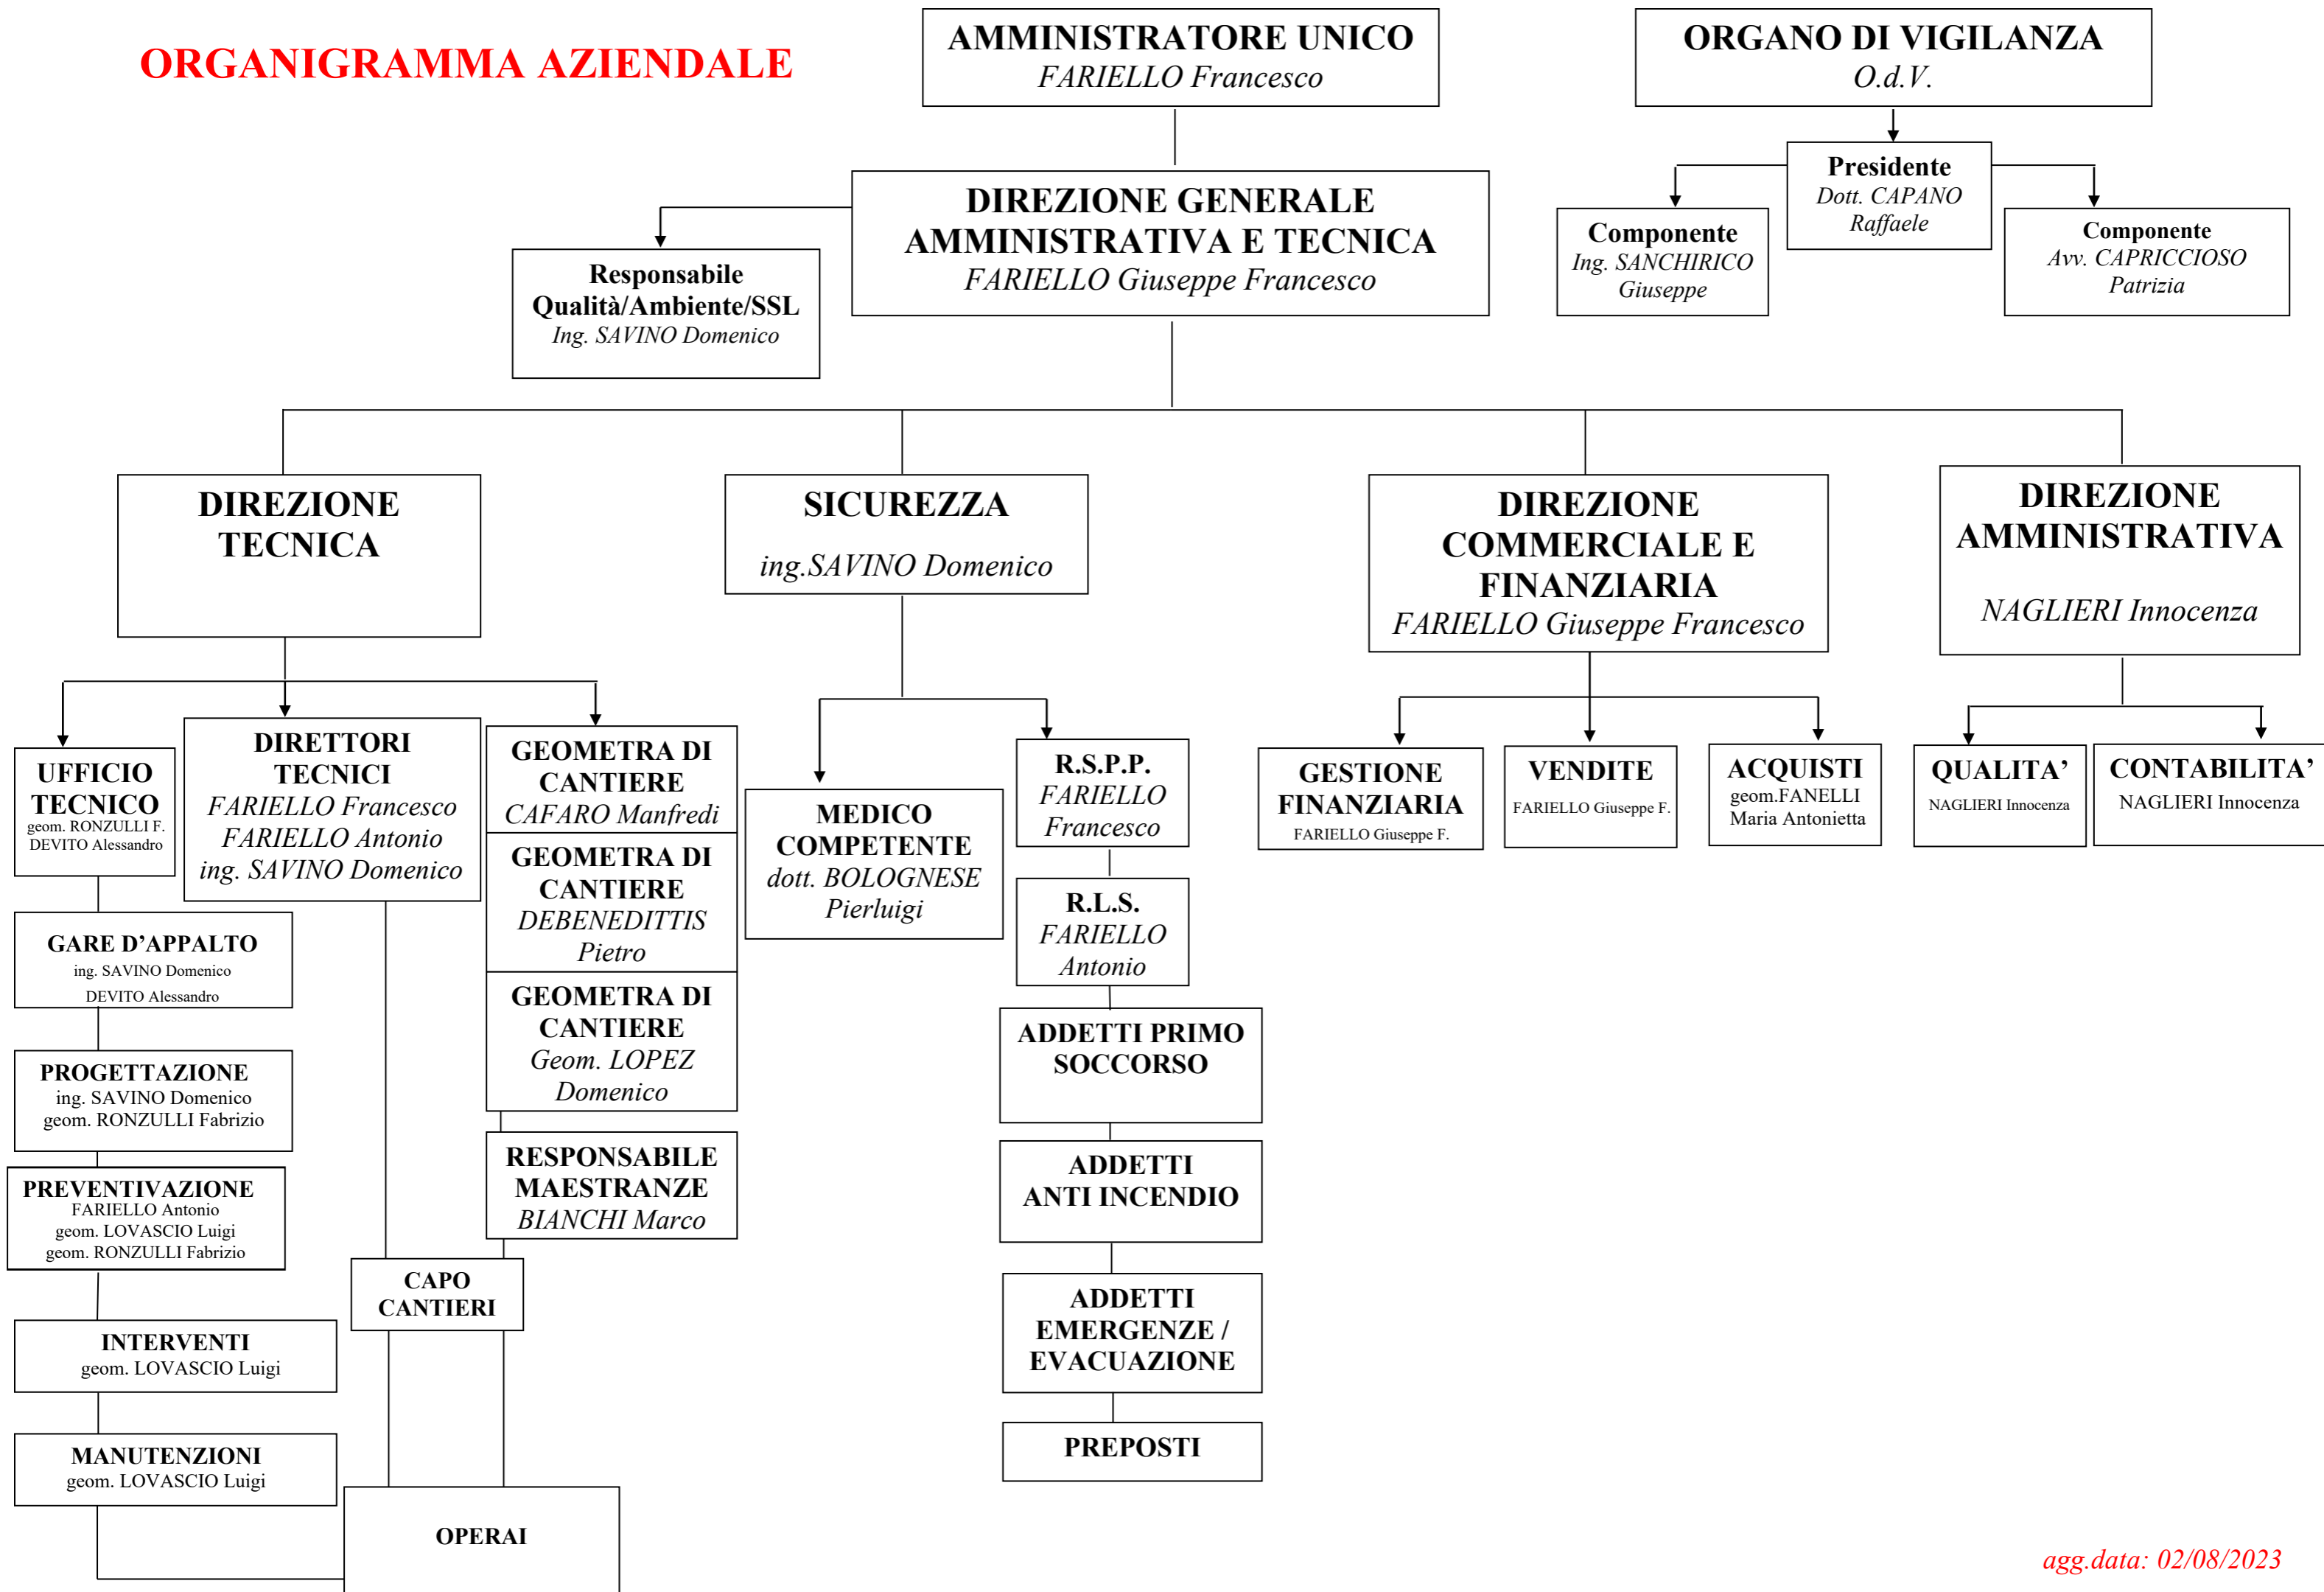 ORGANIGRAMMA AZIENDALE
AMMINISTRATORE UNICO
FARIELLO Francesco
ORGANO DI VIGILANZA
O.d.V.
Presidente
Dott. CAPANO
Raffaele
Componente
Ing. SANCHIRICO
Giuseppe
Componente
Avv. CAPRICCIOSO
Patrizia
DIREZIONE GENERALE
AMMINISTRATIVA E TECNICA
FARIELLO Giuseppe Francesco
Responsabile
Qualità/Ambiente/SSL
Ing. SAVINO Domenico
DIREZIONE
TECNICA
SICUREZZA
ing.SAVINO Domenico
DIREZIONE
COMMERCIALE E
FINANZIARIA
FARIELLO Giuseppe Francesco
DIREZIONE
AMMINISTRATIVA
NAGLIERI Innocenza
UFFICIO
TECNICO
geom. RONZULLI F.
DEVITO Alessandro
DIRETTORI
TECNICI
FARIELLO Francesco
FARIELLO Antonio
ing. SAVINO Domenico
GEOMETRA DI
CANTIERE
CAFARO Manfredi
GEOMETRA DI
CANTIERE
DEBENEDITTIS
Pietro
GEOMETRA DI
CANTIERE
Geom. LOPEZ
Domenico
RESPONSABILE
MAESTRANZE
BIANCHI Marco
MEDICO
COMPETENTE
dott. BOLOGNESE
Pierluigi
R.S.P.P.
FARIELLO
Francesco
R.L.S.
FARIELLO
Antonio
ADDETTI PRIMO
SOCCORSO
ADDETTI
ANTI INCENDIO
ADDETTI
EMERGENZE /
EVACUAZIONE
PREPOSTI
GESTIONE
FINANZIARIA
FARIELLO Giuseppe F.
VENDITE
FARIELLO Giuseppe F.
ACQUISTI
geom.FANELLI
Maria Antonietta
QUALITA’
NAGLIERI Innocenza
CONTABILITA’
NAGLIERI Innocenza
GARE D’APPALTO
ing. SAVINO Domenico
DEVITO Alessandro
PROGETTAZIONE
ing. SAVINO Domenico
geom. RONZULLI Fabrizio
PREVENTIVAZIONE
FARIELLO Antonio
geom. LOVASCIO Luigi
geom. RONZULLI Fabrizio
INTERVENTI
geom. LOVASCIO Luigi
MANUTENZIONI
geom. LOVASCIO Luigi
CAPO
CANTIERI
OPERAI
agg.data: 02/08/2023